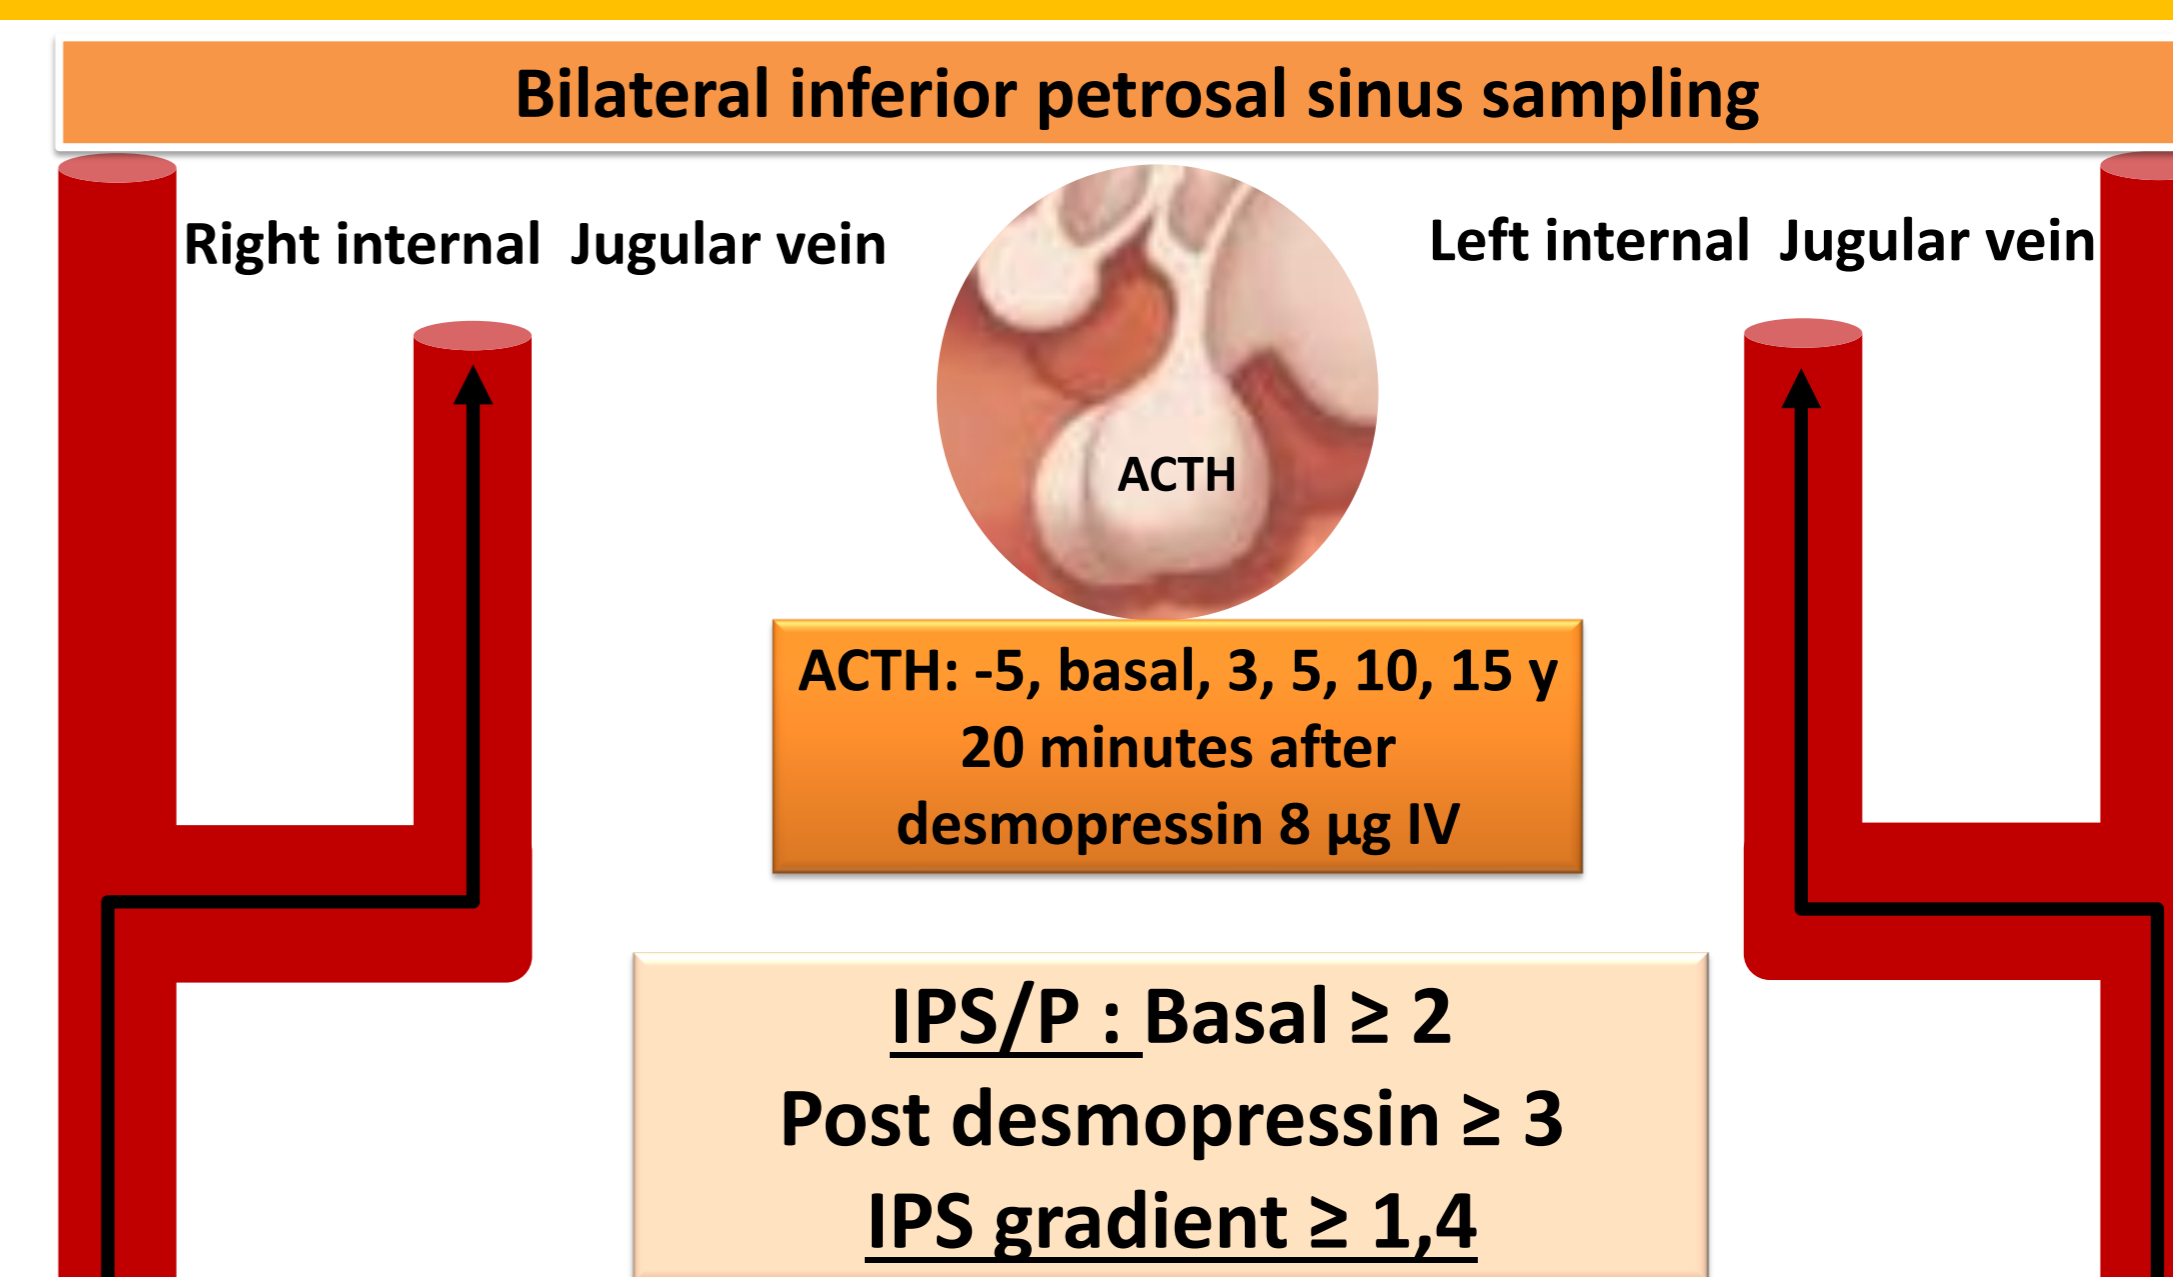 Bilateral inferior petrosal sinus sampling
Right internal  Jugular vein
Left internal  Jugular vein
ACTH
ACTH: -5, basal, 3, 5, 10, 15 y
20 minutes after
desmopressin 8 µg IV
IPS/P : Basal ≥ 2
Post desmopressin ≥ 3
IPS gradient ≥ 1,4